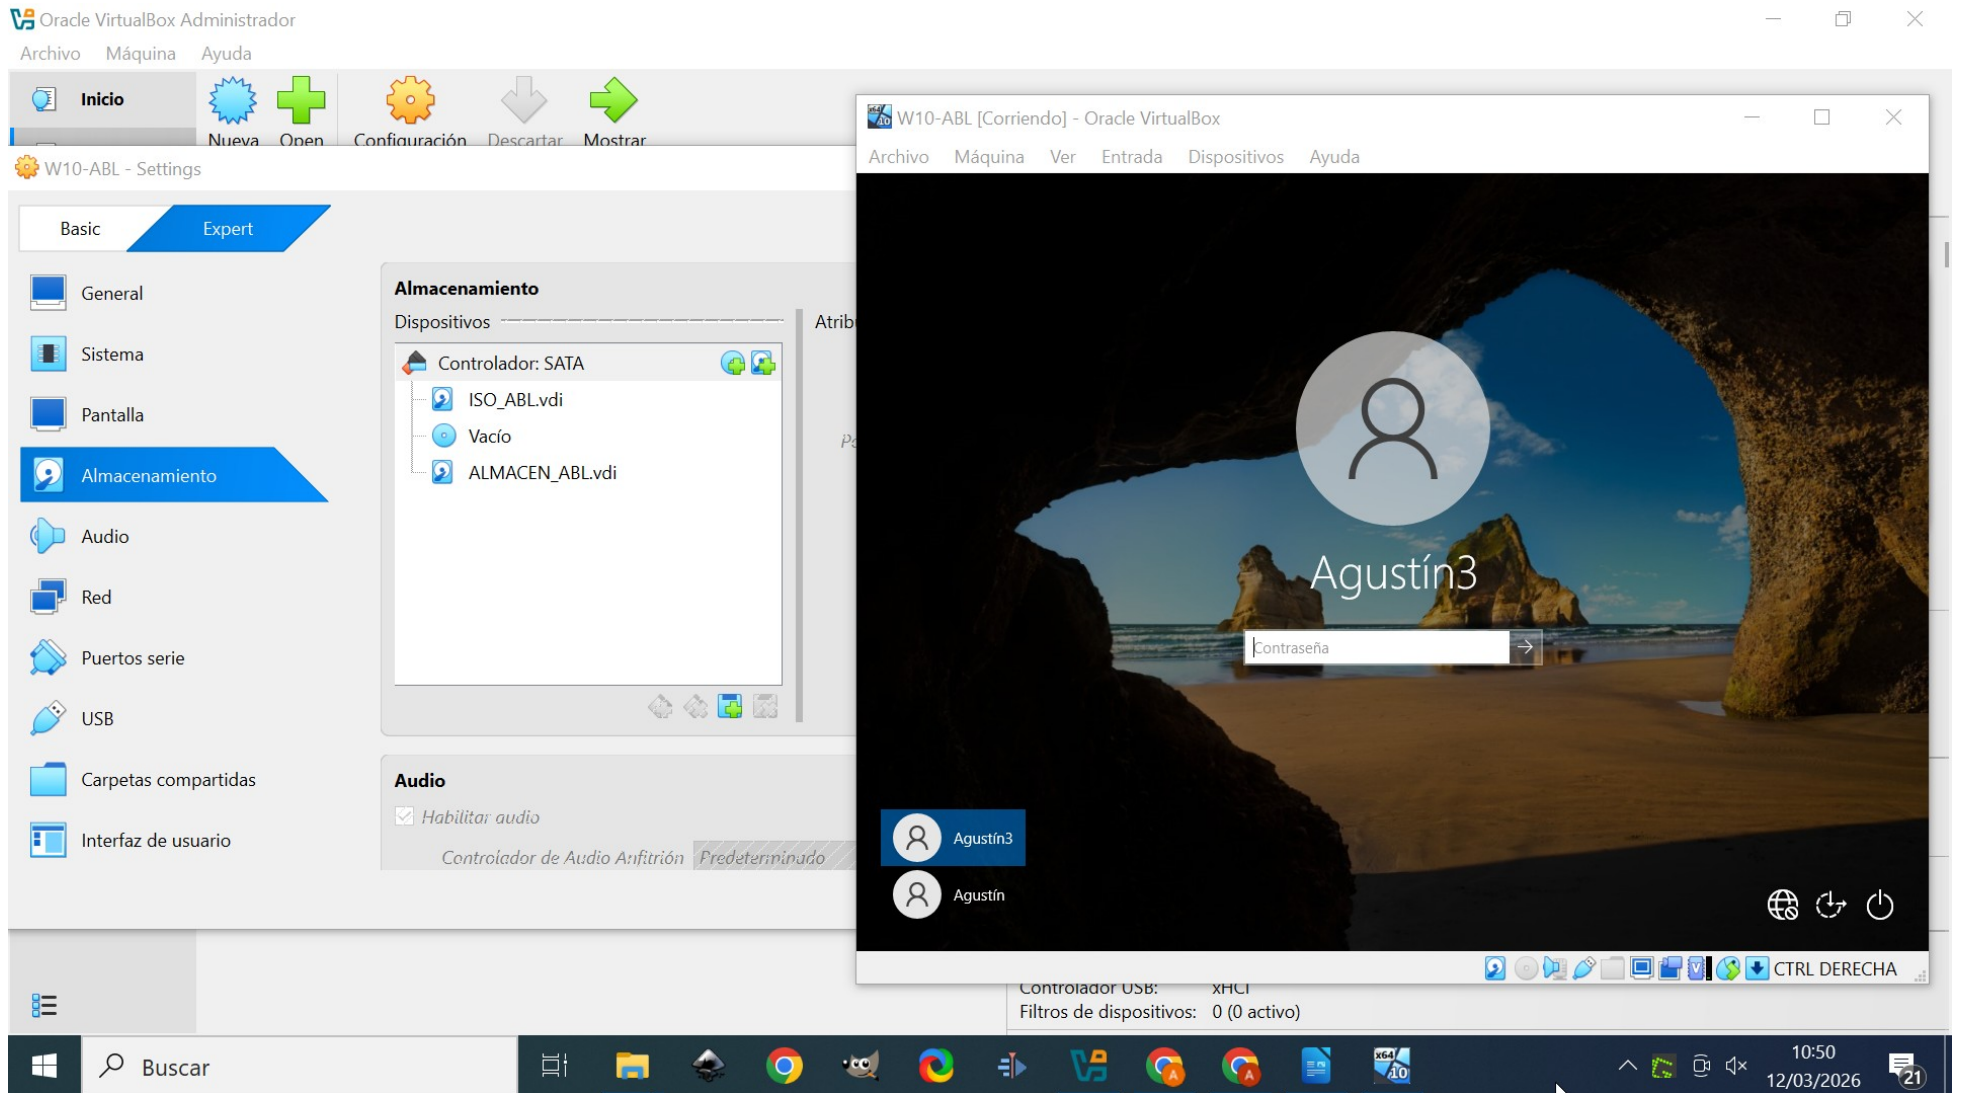 Oracle VirtualBox Administrador
Archivo Máquina Ayuda
Inicio
Nueva Open Configuración Descartar Mostrar
W10-ABL - Settings
Basic Expert
General
Sistema
Pantalla
Almacenamiento
Audio
Red
Puertos serie
USB
Carpetas compartidas
Interfaz de usuario
Almacenamiento
Dispositivos
Controlador: SATA
ISO_ABL.vdi
Vacío
ALMACEN_ABL.vdi
Audio
Habilitar audio
Controlador de Audio Anfitrión Predeterminado
W10-ABL [Corriendo] - Oracle VirtualBox
Archivo Máquina Ver Entrada Dispositivos Ayuda
Agustín3
Contraseña
Agustín3
Agustín
CTRL DERECHA
Controlador USB: xHCI
Filtros de dispositivos: 0 (0 activo)
Buscar
10:50
12/03/2026
21